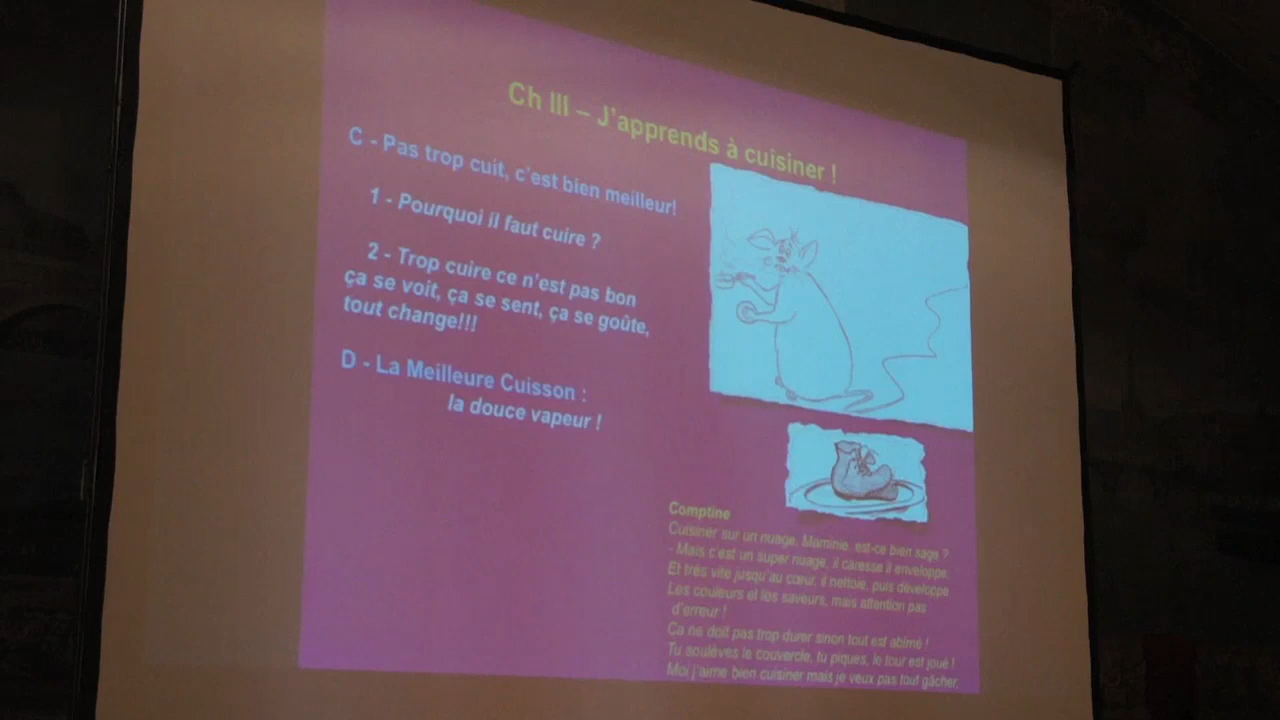 Ch III – J'apprends à cuisiner !
C - Pas trop cuit, c'est bien meilleur!
1 - Pourquoi il faut cuire ?
2 - Trop cuire ce n'est pas bon
ça se voit, ça se sent, ça se goûte,
tout change!!!
D - La Meilleure Cuisson :
la douce vapeur !
Comptine
Cuisiner sur un nuage, Maminie, est-ce bien sage ?
- Mais c'est un super nuage, il caresse il enveloppe,
Et très vite jusqu'au cœur, il nettoie, puis développe
Les couleurs et les saveurs, mais attention pas
d'erreur !
Ca ne doit pas trop durer sinon tout est abîmé !
Tu soulèves le couvercle, tu piques, le tour est joué !
Moi j'aime bien cuisiner mais je veux pas tout gâcher,